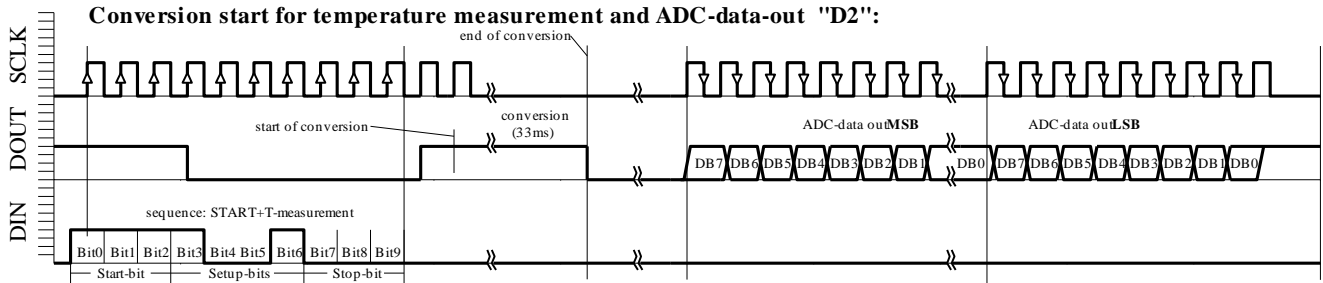 Conversion start for temperature measurement and ADC-data-out "D2":
end of conversion
SCLK
start of conversion
conversion
(33ms)
ADC-data out MSB
ADC-data out LSB
DOUT
DB7 DB6 DB5 DB4 DB3 DB2 DB1 DB0 DB7 DB6 DB5 DB4 DB3 DB2 DB1 DB0
sequence: START+T-measurement
DIN
Bit0 Bit1 Bit2 Bit3 Bit4 Bit5 Bit6 Bit7 Bit8 Bit9
Start-bit Setup-bits Stop-bit